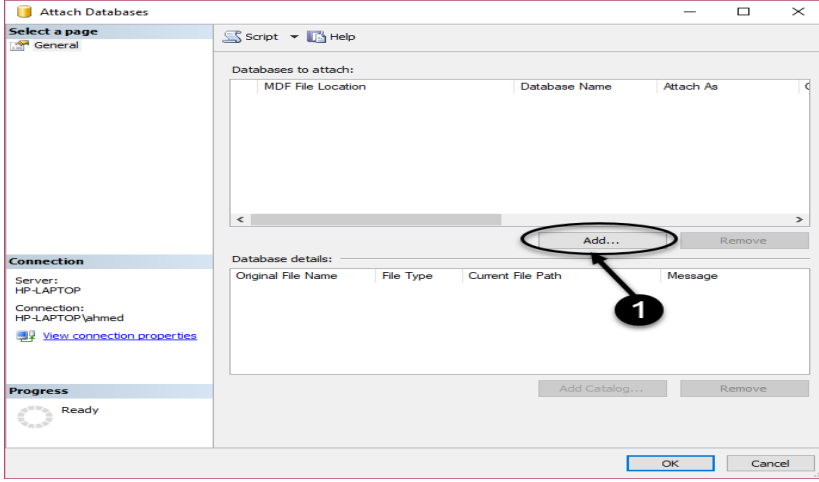 Attach Databases
Select a page
General
Script Help
Databases to attach:
MDF File Location Database Name Attach As
Add... Remove
Database details:
Original File Name File Type Current File Path Message
1
Add Catalog... Remove
Connection
Server:
HP-LAPTOP
Connection:
HP-LAPTOP\ahmed
View connection properties
Progress
Ready
OK Cancel